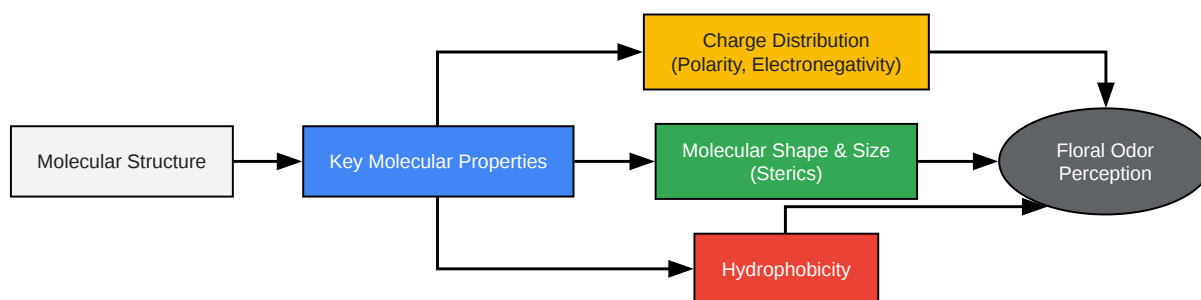 Molecular Structure
Key Molecular Properties
Charge Distribution
(Polarity, Electronegativity)
Molecular Shape & Size
(Sterics)
Hydrophobicity
Floral Odor
Perception